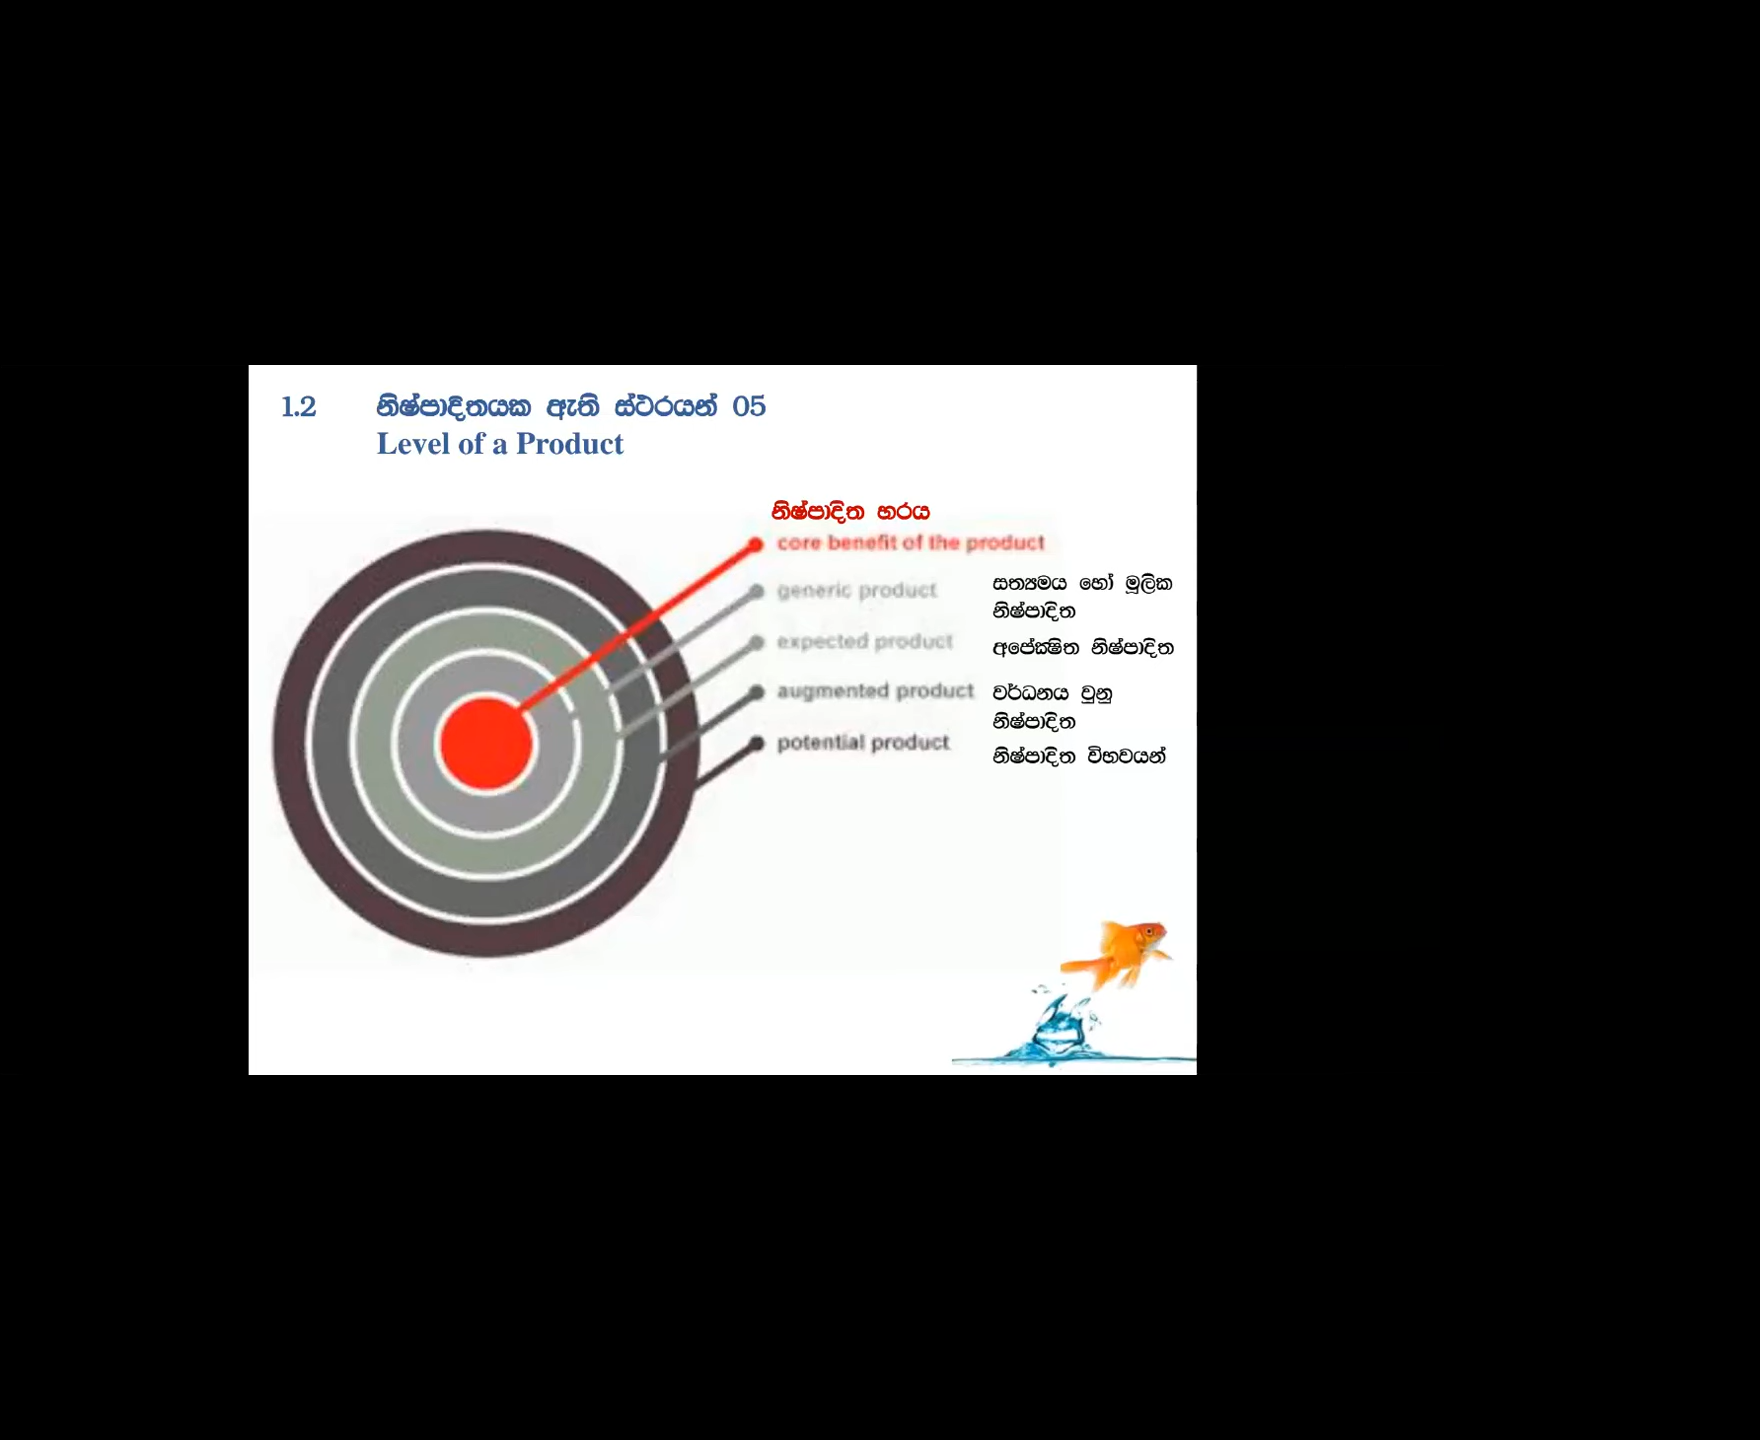 1.2 නිෂ්පාදිතයක ඇති ස්ථරයන් 05
Level of a Product
නිෂ්පාදිත හරය
core benefit of the product
generic product සත්‍යමය හෝ මූලික
නිෂ්පාදිත
expected product අපේක්ෂිත නිෂ්පාදිත
augmented product වර්ධනය වුනු
නිෂ්පාදිත
potential product නිෂ්පාදිත විභවයන්